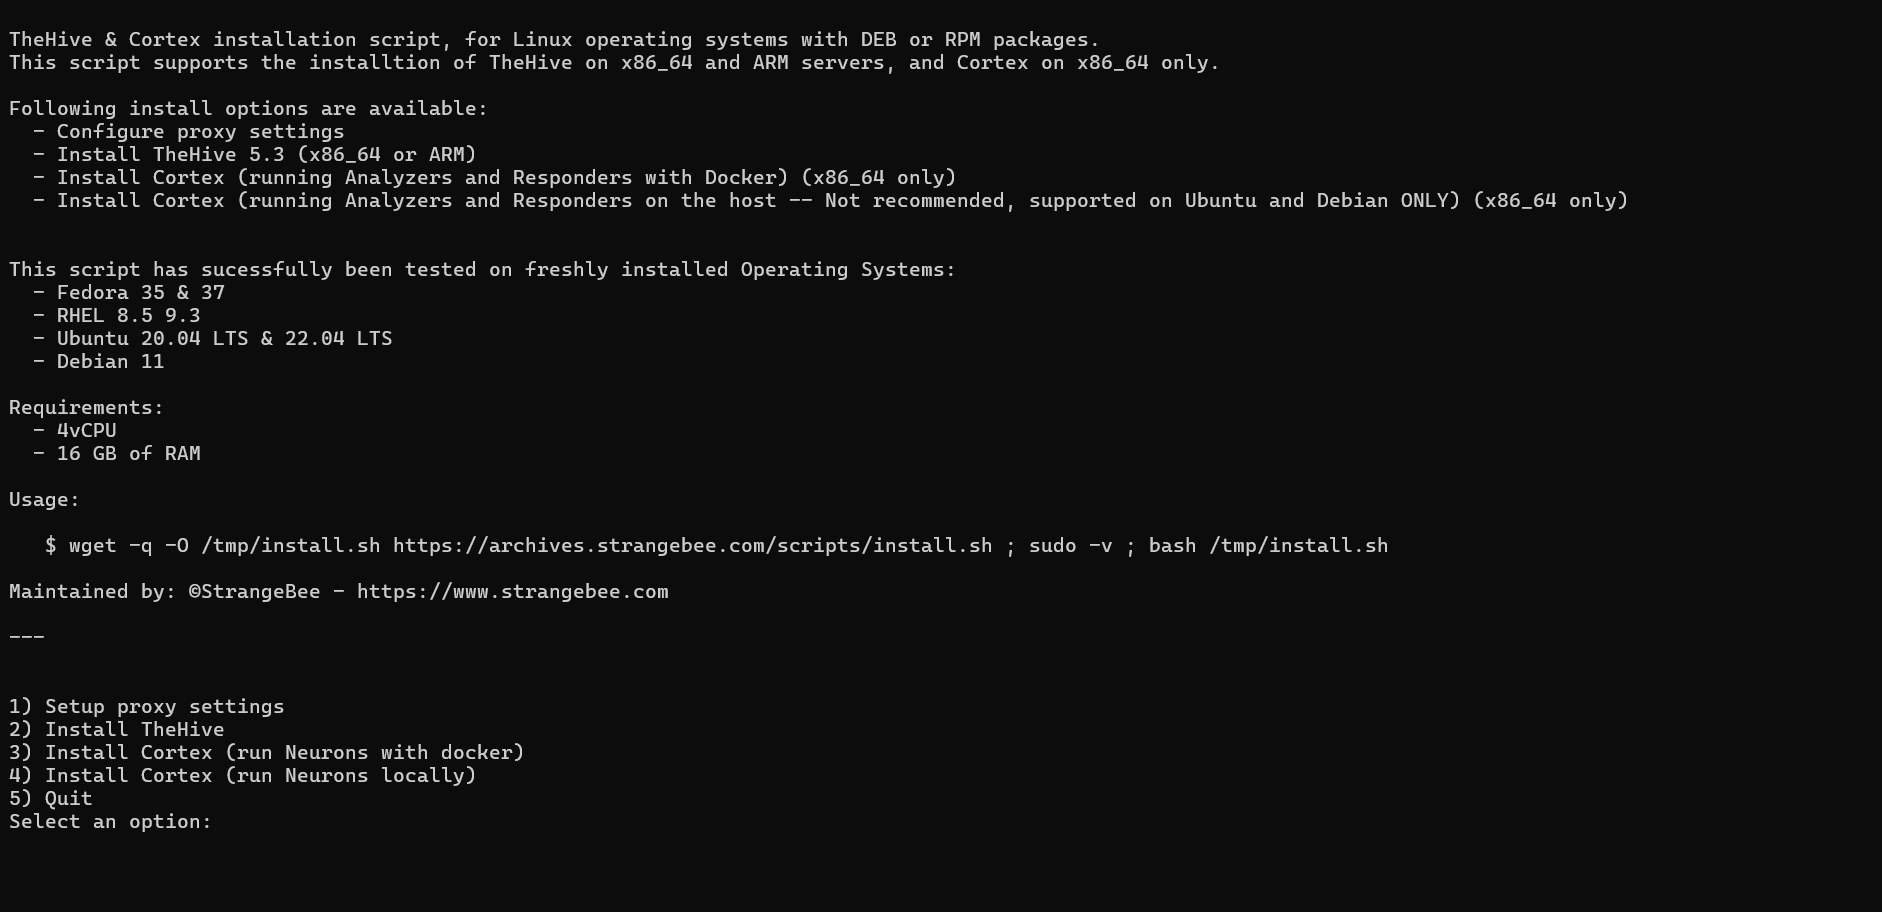 TheHive & Cortex installation script, for Linux operating systems with DEB or RPM packages.
This script supports the installtion of TheHive on x86_64 and ARM servers, and Cortex on x86_64 only.
Following install options are available:
- Configure proxy settings
- Install TheHive 5.3 (x86_64 or ARM)
- Install Cortex (running Analyzers and Responders with Docker) (x86_64 only)
- Install Cortex (running Analyzers and Responders on the host -- Not recommended, supported on Ubuntu and Debian ONLY) (x86_64 only)
This script has sucessfully been tested on freshly installed Operating Systems:
- Fedora 35 & 37
- RHEL 8.5 9.3
- Ubuntu 20.04 LTS & 22.04 LTS
- Debian 11
Requirements:
- 4vCPU
- 16 GB of RAM
Usage:
$ wget -q -O /tmp/install.sh https://archives.strangebee.com/scripts/install.sh ; sudo -v ; bash /tmp/install.sh
Maintained by: ©StrangeBee - https://www.strangebee.com
---
1) Setup proxy settings
2) Install TheHive
3) Install Cortex (run Neurons with docker)
4) Install Cortex (run Neurons locally)
5) Quit
Select an option: